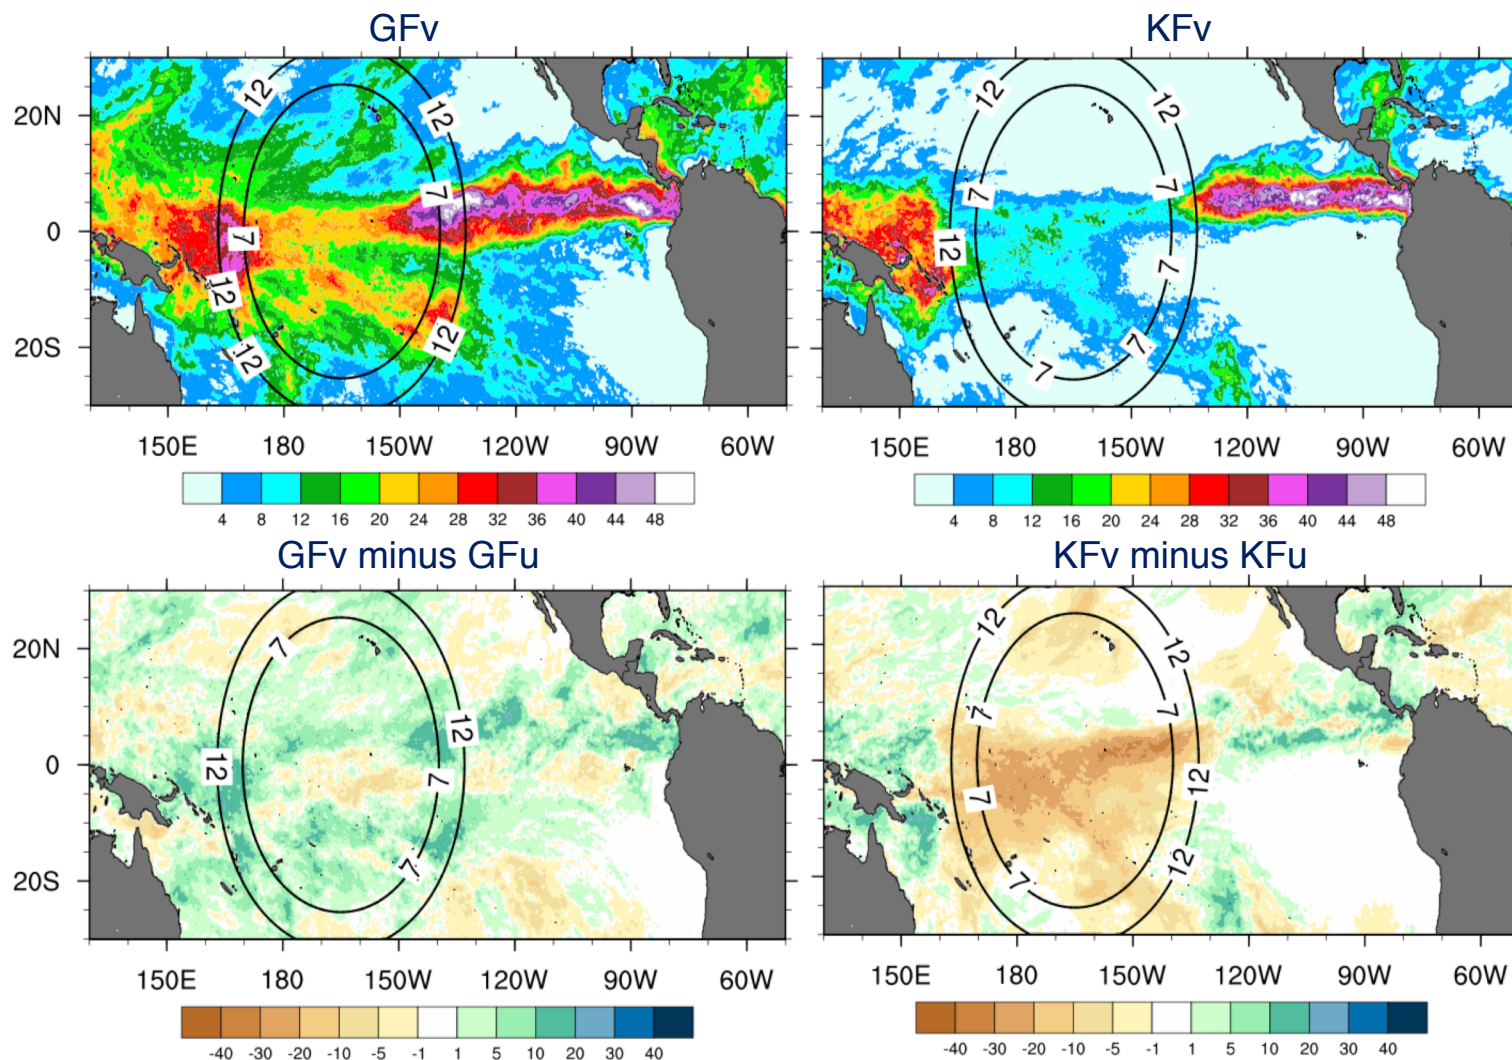 GFv KFv
12 12 12 12
20N
7 7 7
0 7 12 7
12
20S 12 12 7 7
150E 180 150W 120W 90W 60W 150E 180 150W 120W 90W 60W
4 8 12 16 20 24 28 32 36 40 44 48 4 8 12 16 20 24 28 32 36 40 44 48
GFv minus GFu KFv minus KFu
12 12
20N 7
12 7 7
0 12 7 7 12
20S 7 7 12
150E 180 150W 120W 90W 60W 150E 180 150W 120W 90W 60W
-40 -30 -20 -10 -5 -1 1 5 10 20 30 40 -40 -30 -20 -10 -5 -1 1 5 10 20 30 40